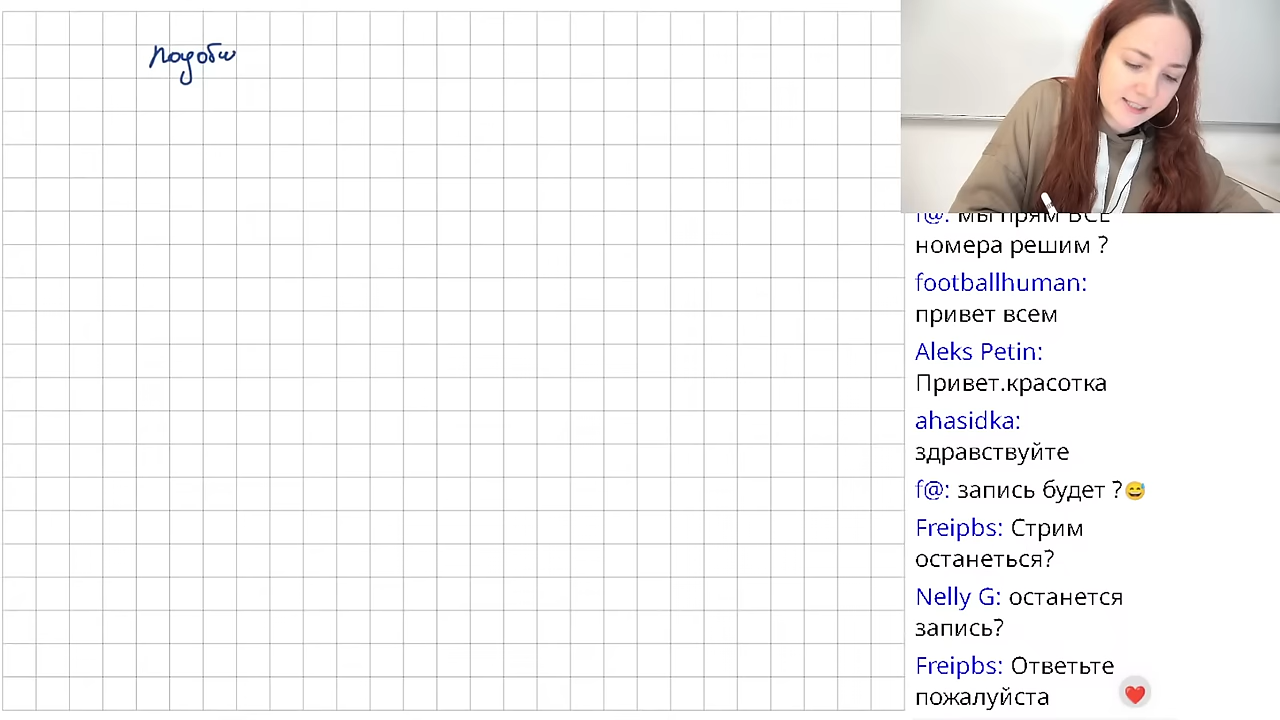 подоби
f@: мы прям ВСЕ
номера решим ?
footballhuman:
привет всем
Aleks Petin:
Привет.красотка
ahasidka:
здравствуйте
f@: запись будет ?😅
Freipbs: Стрим
останеться?
Nelly G: останется
запись?
Freipbs: Ответьте
пожалуйста